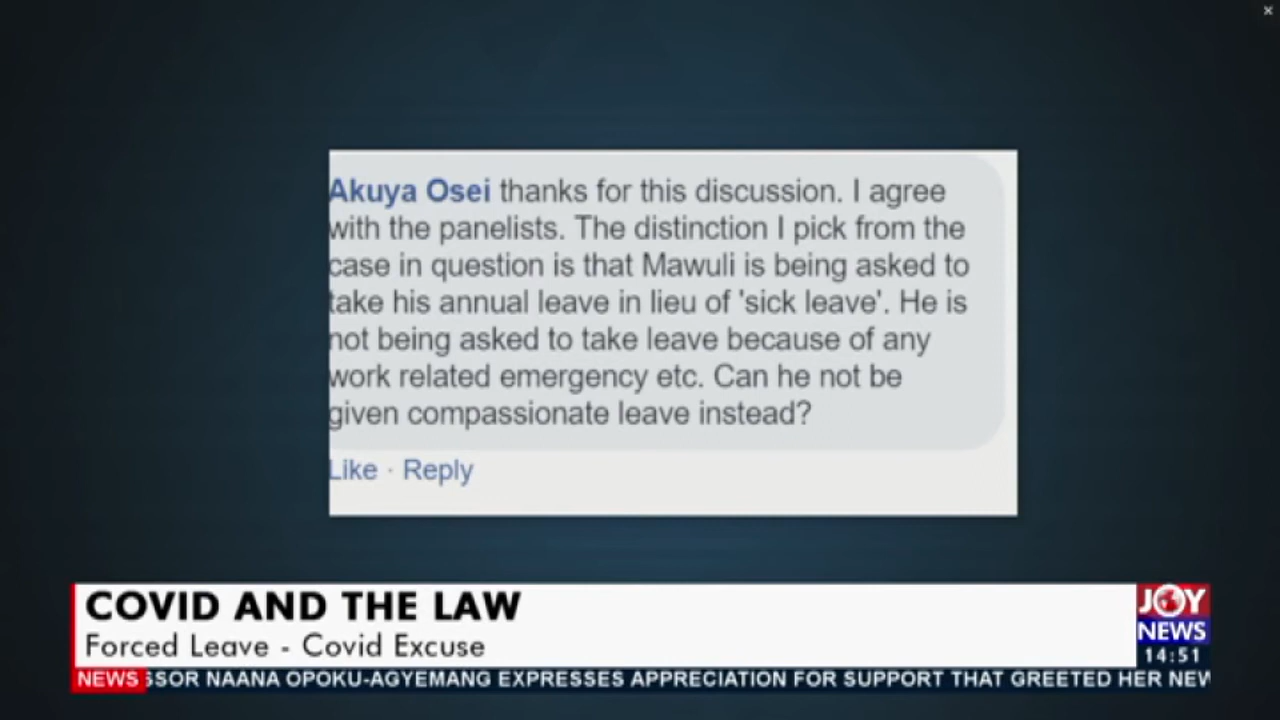 Akuya Osei thanks for this discussion. I agree
with the panelists. The distinction I pick from the
case in question is that Mawuli is being asked to
take his annual leave in lieu of 'sick leave'. He is
not being asked to take leave because of any
work related emergency etc. Can he not be
given compassionate leave instead?
Like · Reply
COVID AND THE LAW
Forced Leave - Covid Excuse
JOY
NEWS
14:51
NEWS SSOR NAANA OPOKU-AGYEMANG EXPRESSES APPRECIATION FOR SUPPORT THAT GREETED HER NEW